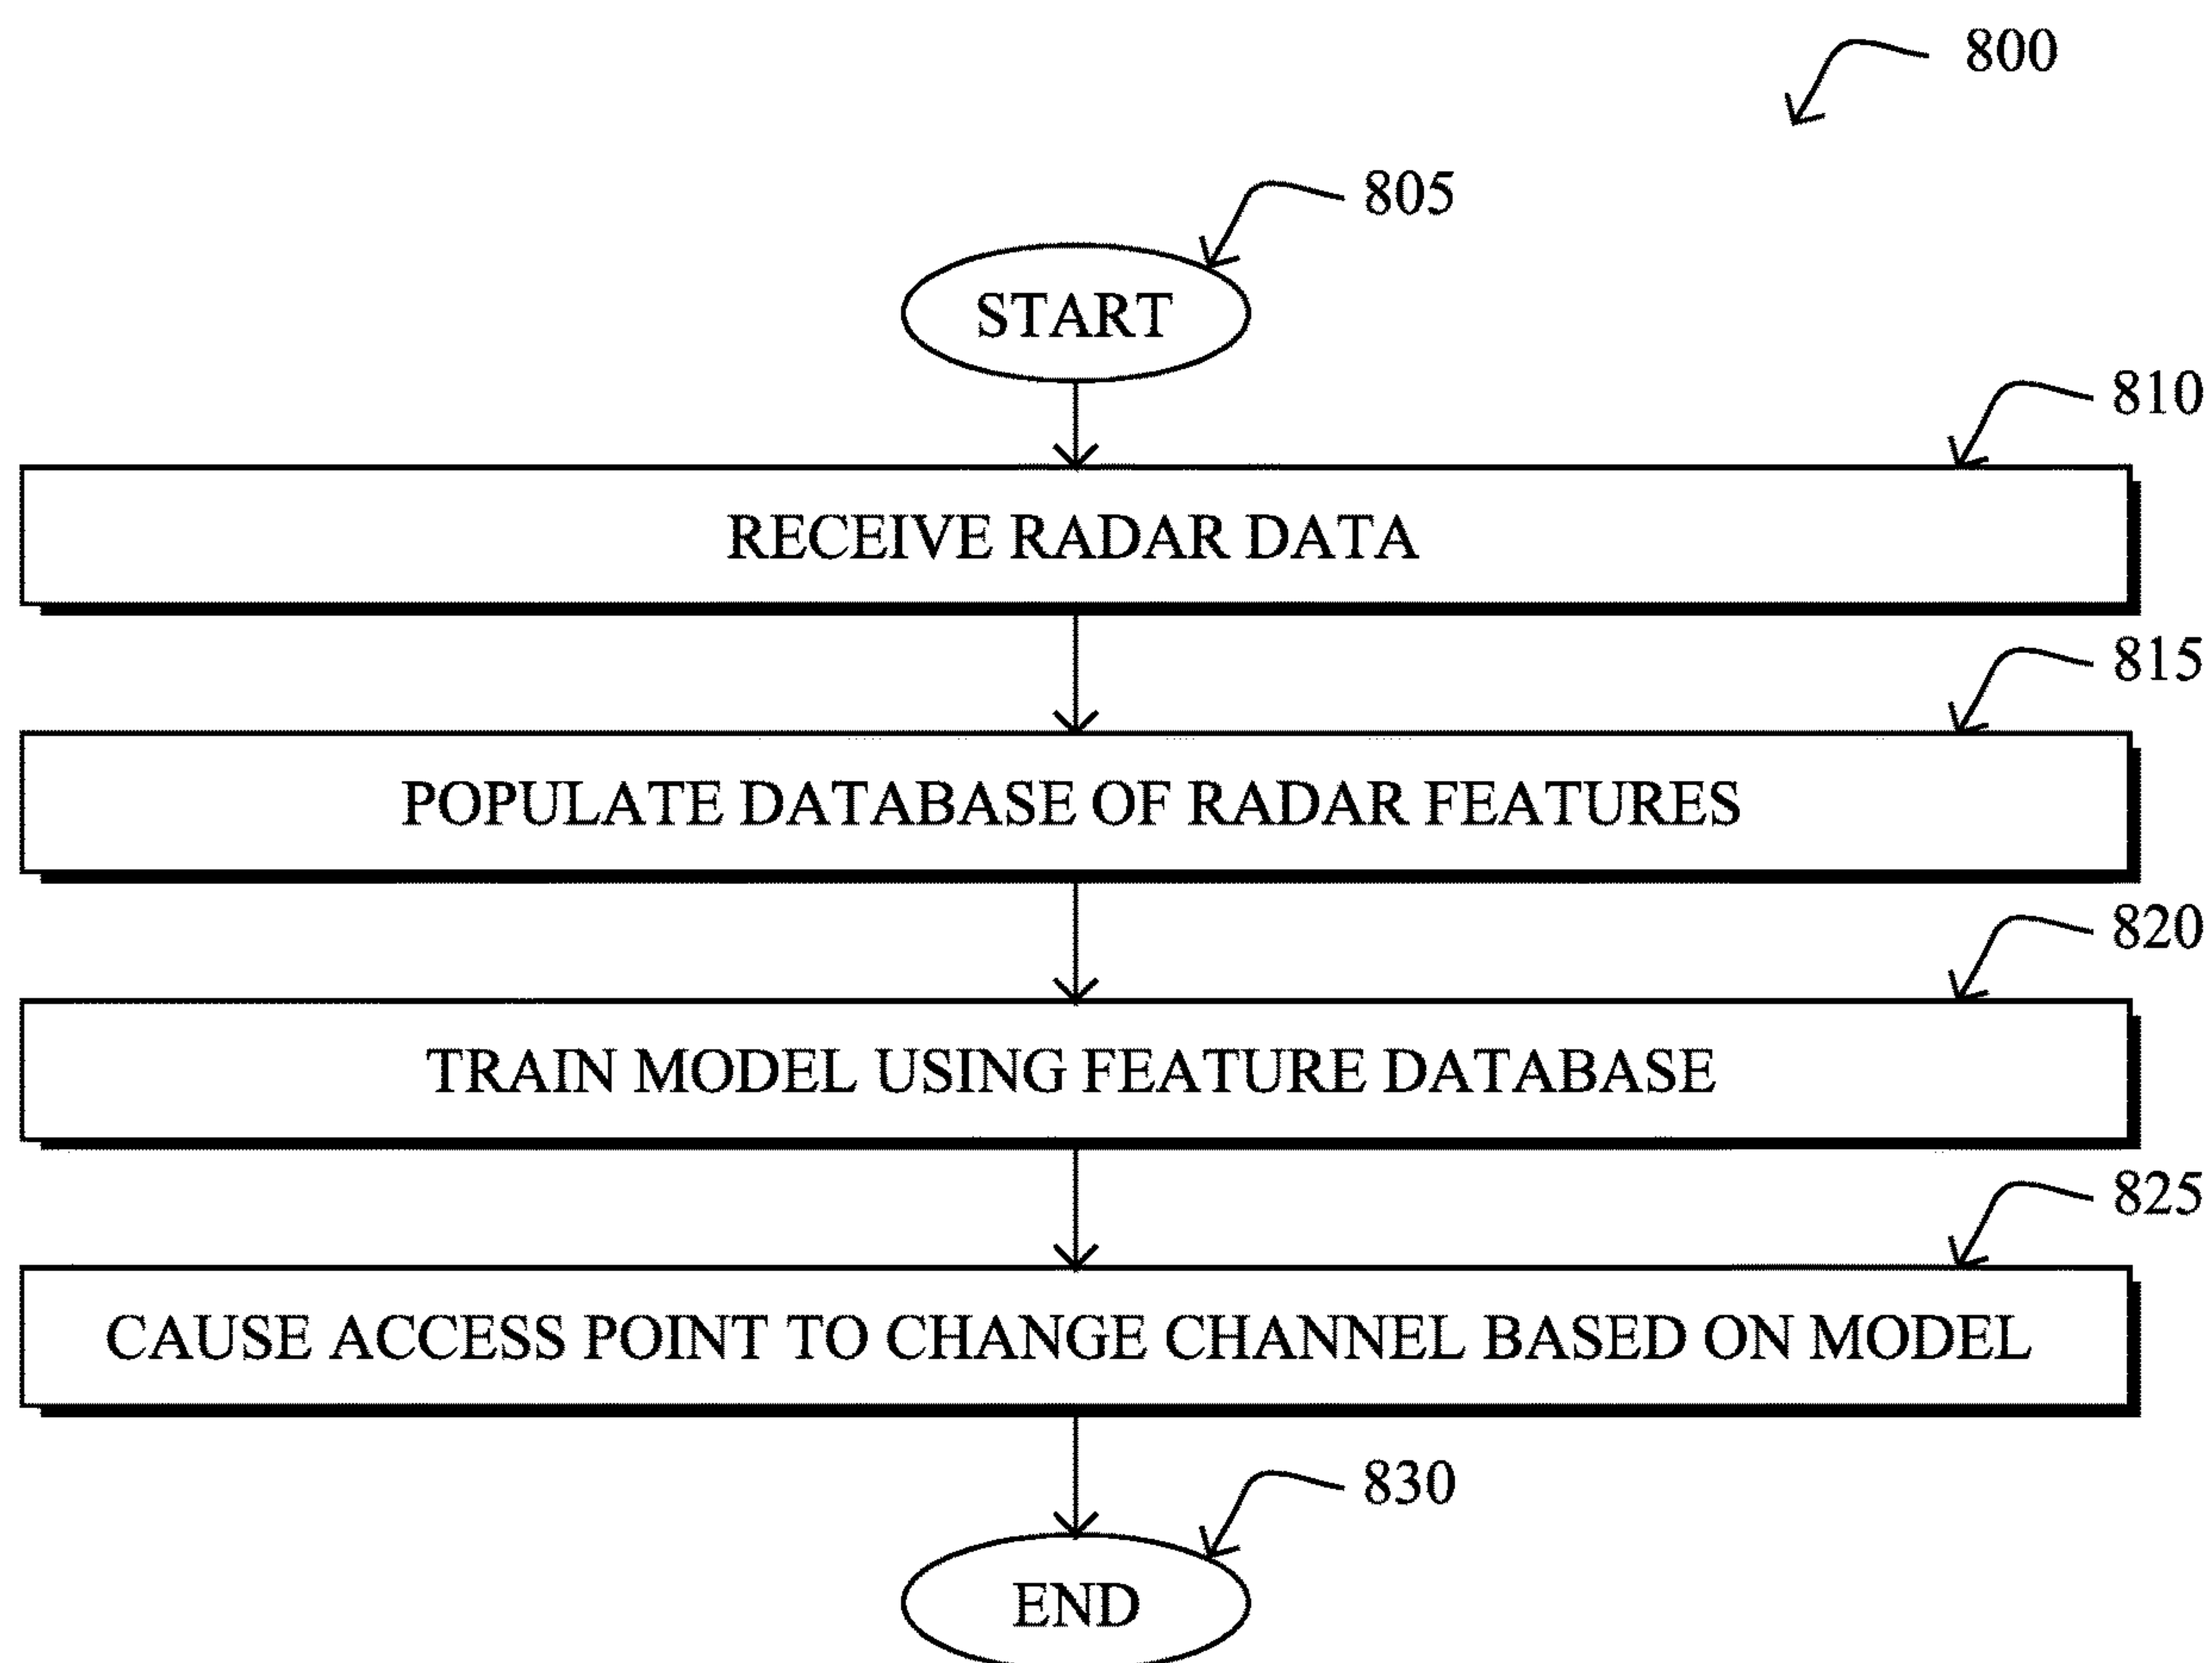 800
805
START
810
RECEIVE RADAR DATA
815
POPULATE DATABASE OF RADAR FEATURES
820
TRAIN MODEL USING FEATURE DATABASE
825
CAUSE ACCESS POINT TO CHANGE CHANNEL BASED ON MODEL
830
END